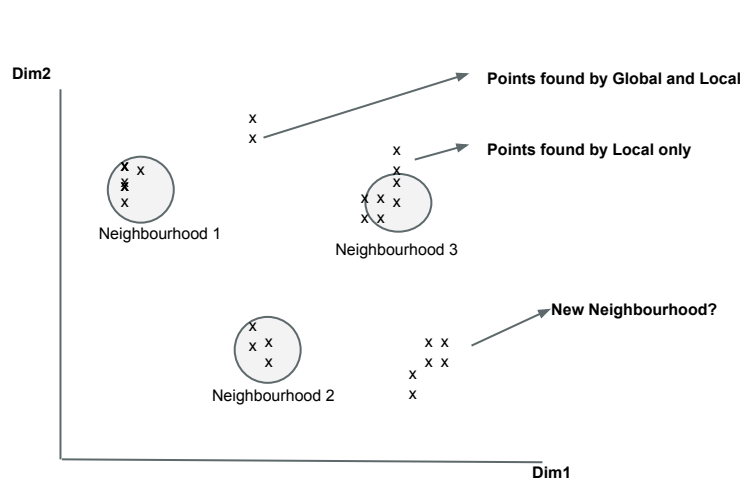 Dim2
Points found by Global and Local
Points found by Local only
Neighbourhood 1
Neighbourhood 3
New Neighbourhood?
Neighbourhood 2
Dim1